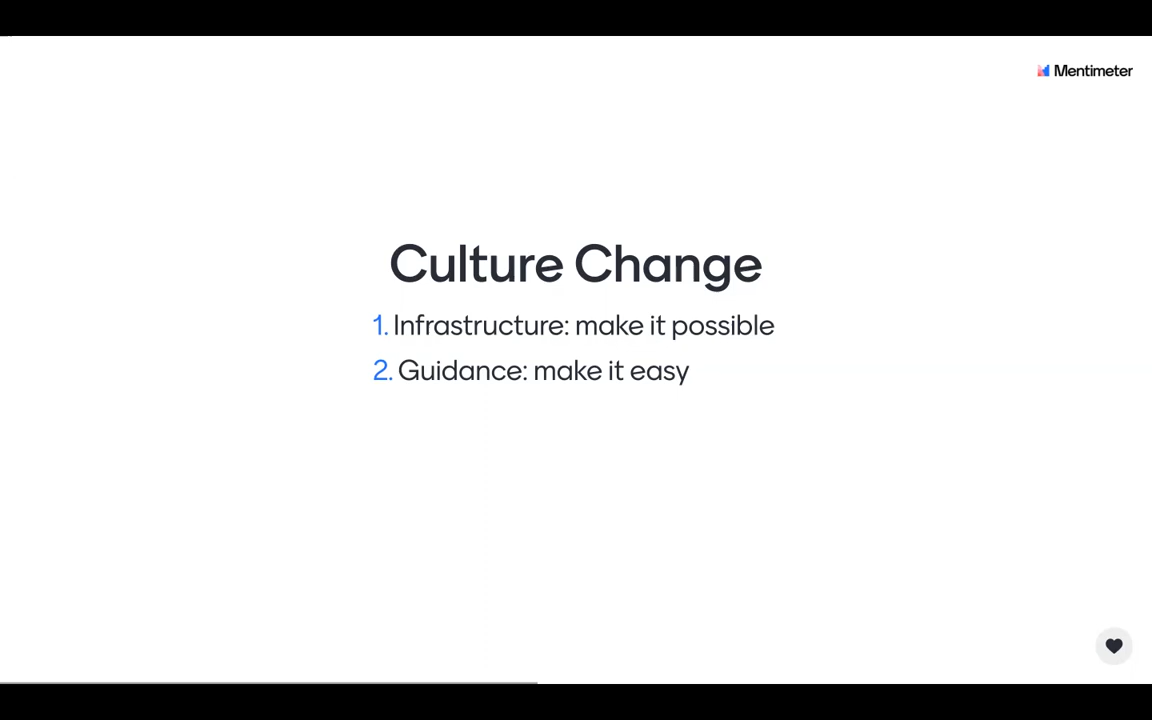 Mentimeter
Culture Change
1. Infrastructure: make it possible
2. Guidance: make it easy